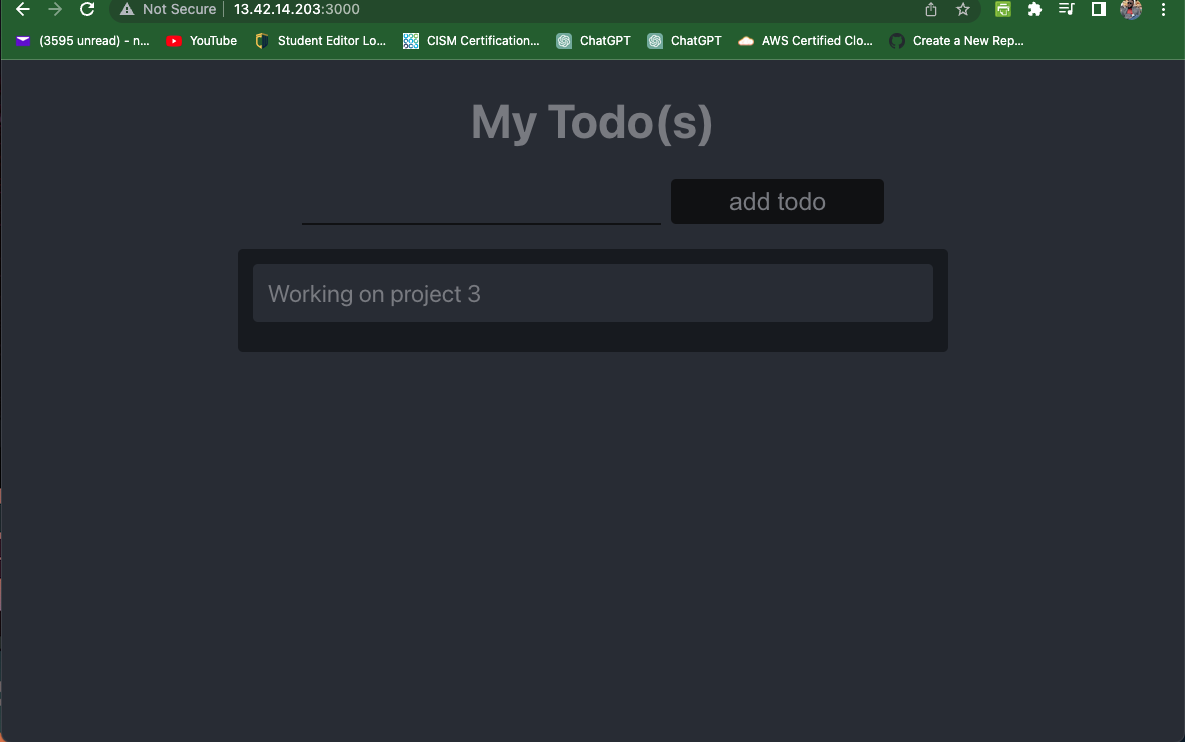 Not Secure | 13.42.14.203:3000
(3595 unread) - n... YouTube Student Editor Lo... CISM Certification... ChatGPT ChatGPT AWS Certified Clo... Create a New Rep...
My Todo(s)
add todo
Working on project 3